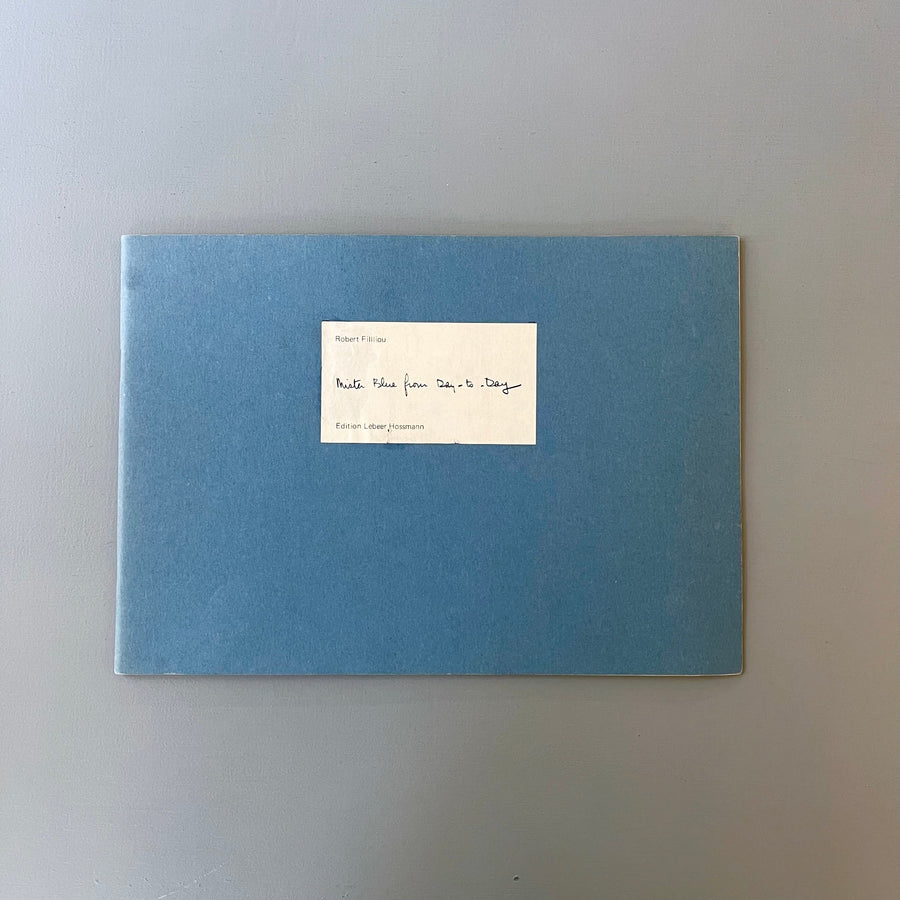 Robert Filliou
Mister Blue from Day-to-Day
Edition Lebeer Hossmann